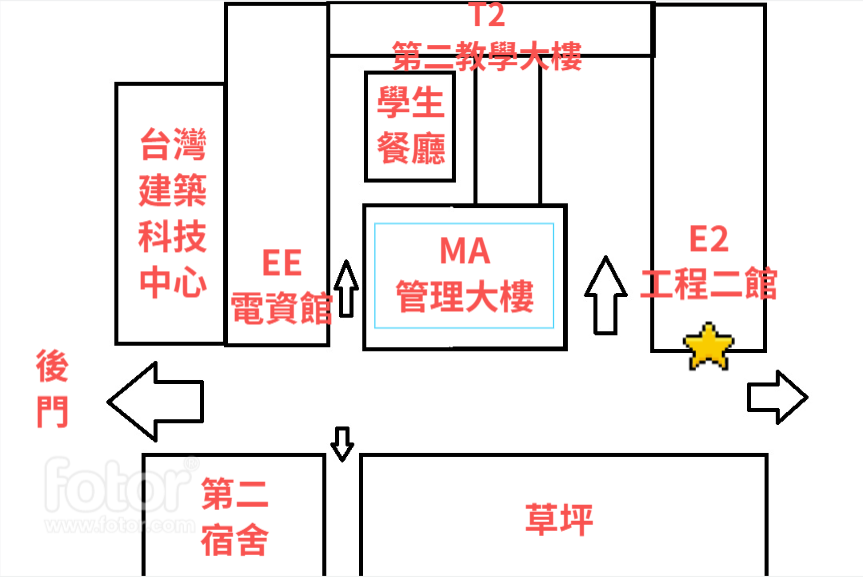 T2
第二教學大樓
學生
餐廳
台灣
建築
科技
中心
EE
電資館
MA
管理大樓
E2
工程二館
後
門
第二
宿舍
草坪
fotor®
www.fotor.com